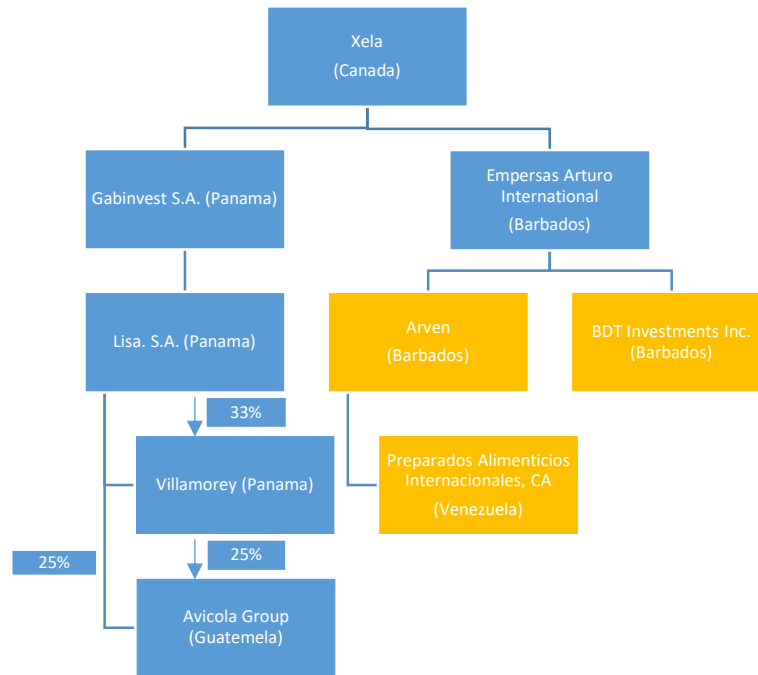 Xela
(Canada)
Gabinvest S.A. (Panama)
Empersas Arturo
International
(Barbados)
Lisa. S.A. (Panama)
Arven
(Barbados)
BDT Investments Inc.
(Barbados)
33%
Villamorey (Panama)
Preparados Alimenticios
Internacionales, CA
(Venezuela)
25%
25%
Avicola Group
(Guatemela)